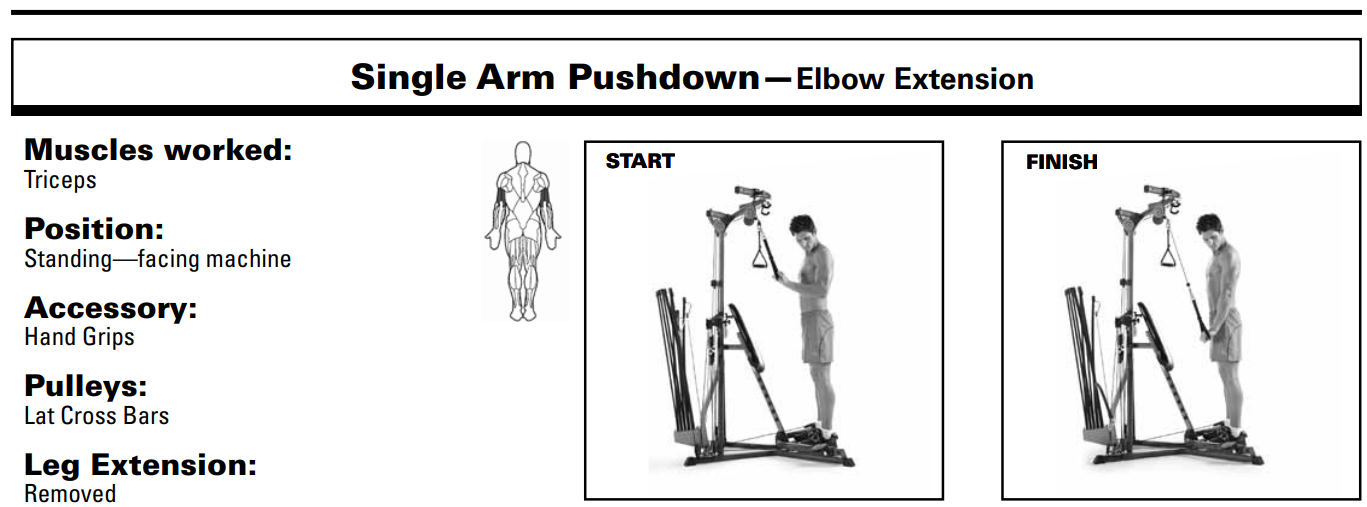 Single Arm Pushdown—Elbow Extension
Muscles worked:
Triceps
Position:
Standing—facing machine
Accessory:
Hand Grips
Pulleys:
Lat Cross Bars
Leg Extension:
Removed
START
FINISH